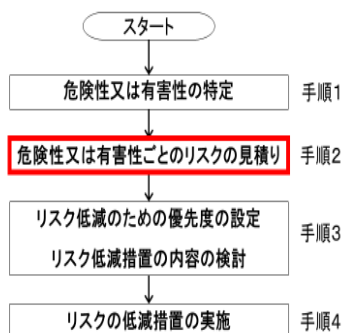 スタート
危険性又は有害性の特定 手順1
危険性又は有害性ごとのリスクの見積り 手順2
リスク低減のための優先度の設定
リスク低減措置の内容の検討
手順3
リスクの低減措置の実施 手順4